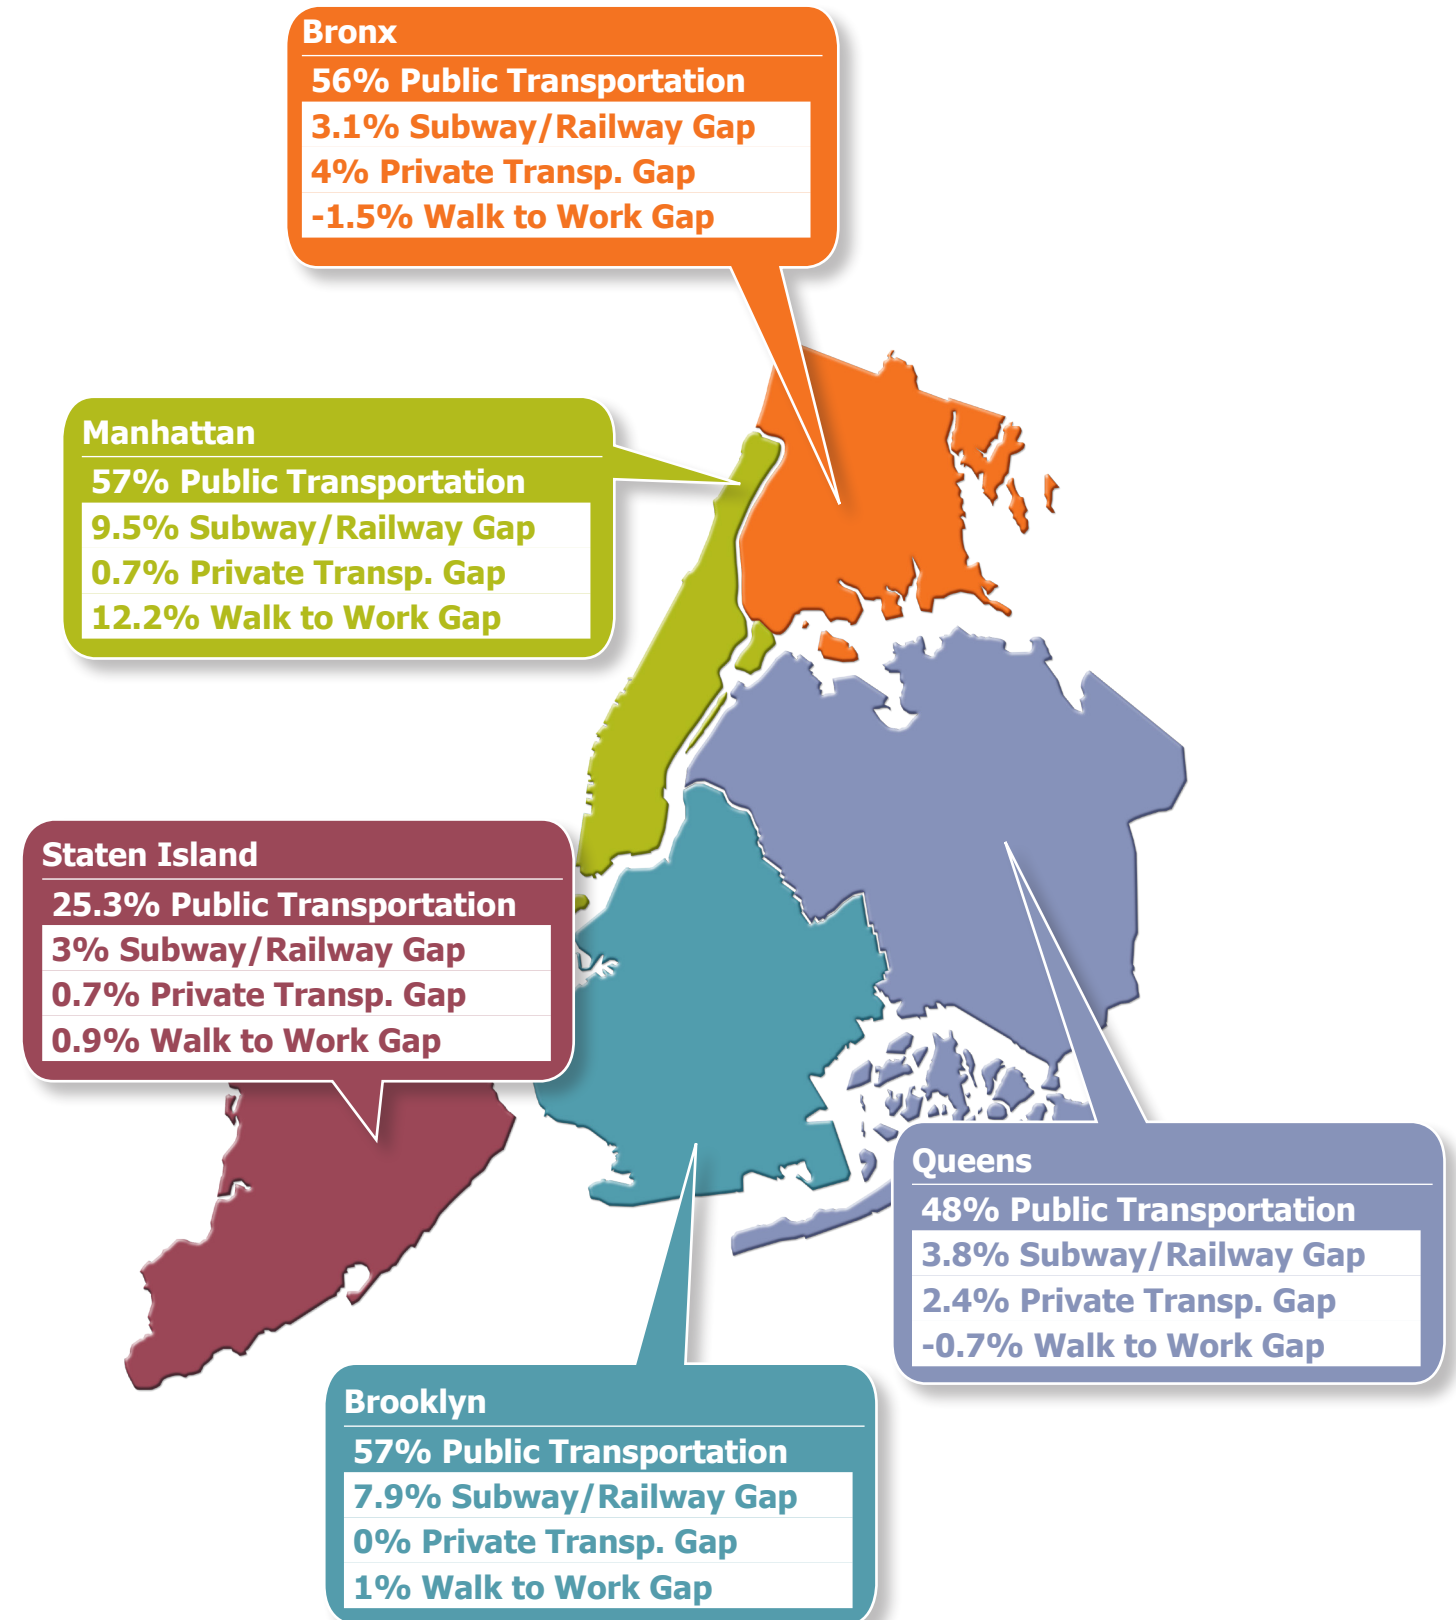 Bronx
56% Public Transportation
3.1% Subway/Railway Gap
4% Private Transp. Gap
-1.5% Walk to Work Gap
Manhattan
57% Public Transportation
9.5% Subway/Railway Gap
0.7% Private Transp. Gap
12.2% Walk to Work Gap
Staten Island
25.3% Public Transportation
3% Subway/Railway Gap
0.7% Private Transp. Gap
0.9% Walk to Work Gap
Queens
48% Public Transportation
3.8% Subway/Railway Gap
2.4% Private Transp. Gap
-0.7% Walk to Work Gap
Brooklyn
57% Public Transportation
7.9% Subway/Railway Gap
0% Private Transp. Gap
1% Walk to Work Gap